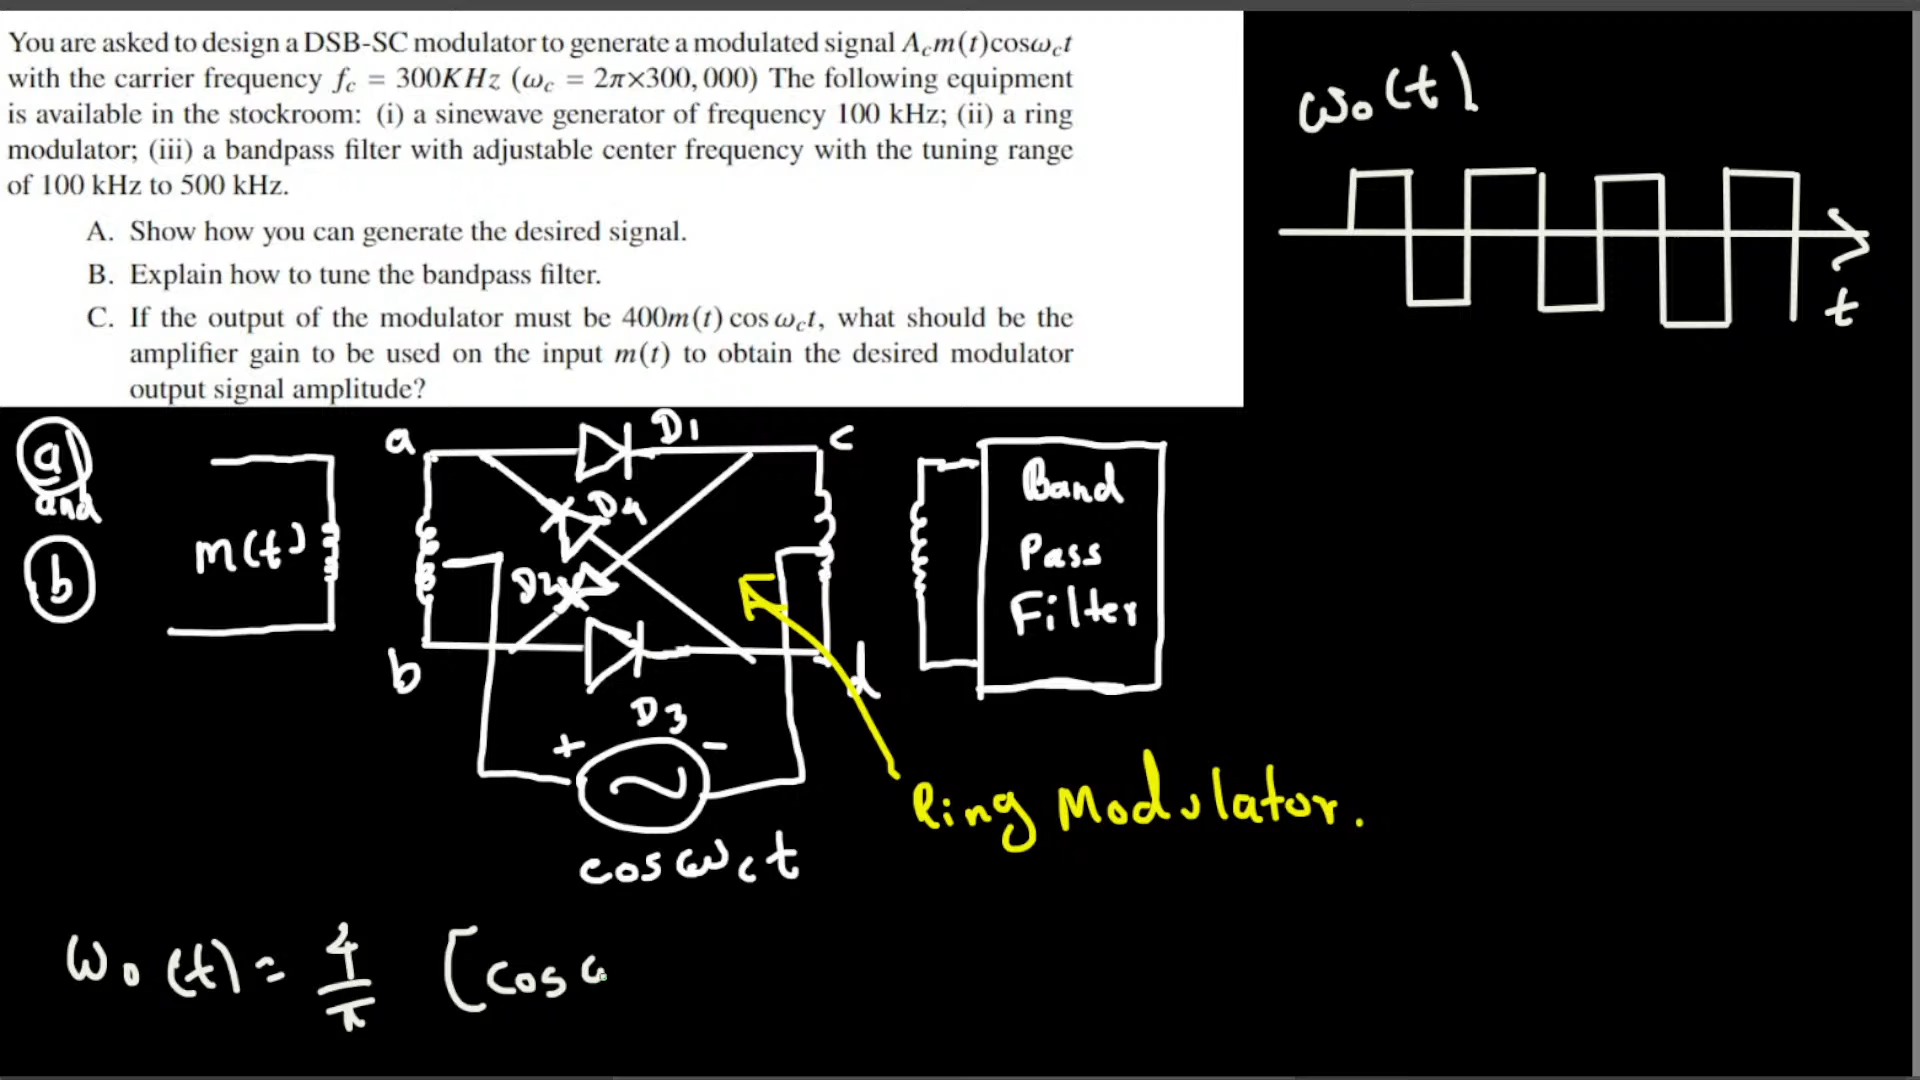 You are asked to design a DSB-SC modulator to generate a modulated signal A_c m(t)cosω_c t
with the carrier frequency f_c = 300KHz (ω_c = 2π×300,000) The following equipment
is available in the stockroom: (i) a sinewave generator of frequency 100 kHz; (ii) a ring
modulator; (iii) a bandpass filter with adjustable center frequency with the tuning range
of 100 kHz to 500 kHz.
A. Show how you can generate the desired signal.
B. Explain how to tune the bandpass filter.
C. If the output of the modulator must be 400m(t) cos ω_c t, what should be the
amplifier gain to be used on the input m(t) to obtain the desired modulator
output signal amplitude?
ω₀(t)
t
a)
and
b
m(t)
a
D1
c
D4
D2
b
D3
d
+ -
cos ω_c t
Band
Pass
Filter
Ring Modulator.
ω₀(t) = 4/π [cos